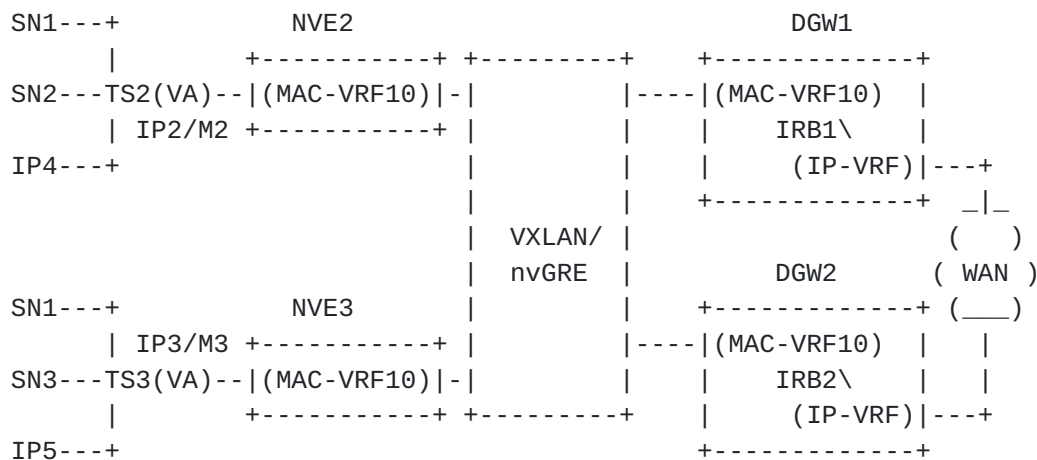 SN1---+                NVE2                            DGW1
      |        +-----------+ +---------+    +-------------+
SN2---TS2(VA)--|(MAC-VRF10)|-|         |----|(MAC-VRF10)  |
      | IP2/M2 +-----------+ |         |    |    IRB1\    |
IP4---+                      |         |    |     (IP-VRF)|---+
                             |         |    +-------------+  _|_
                             |  VXLAN/ |                    (   )
                             |  nvGRE  |         DGW2      ( WAN )
SN1---+           NVE3       |         |    +-------------+ (___)
      | IP3/M3 +-----------+ |         |----|(MAC-VRF10)  |   |
SN3---TS3(VA)--|(MAC-VRF10)|-|         |    |    IRB2\    |   |
      |        +-----------+ +---------+    |     (IP-VRF)|---+
IP5---+                                     +-------------+